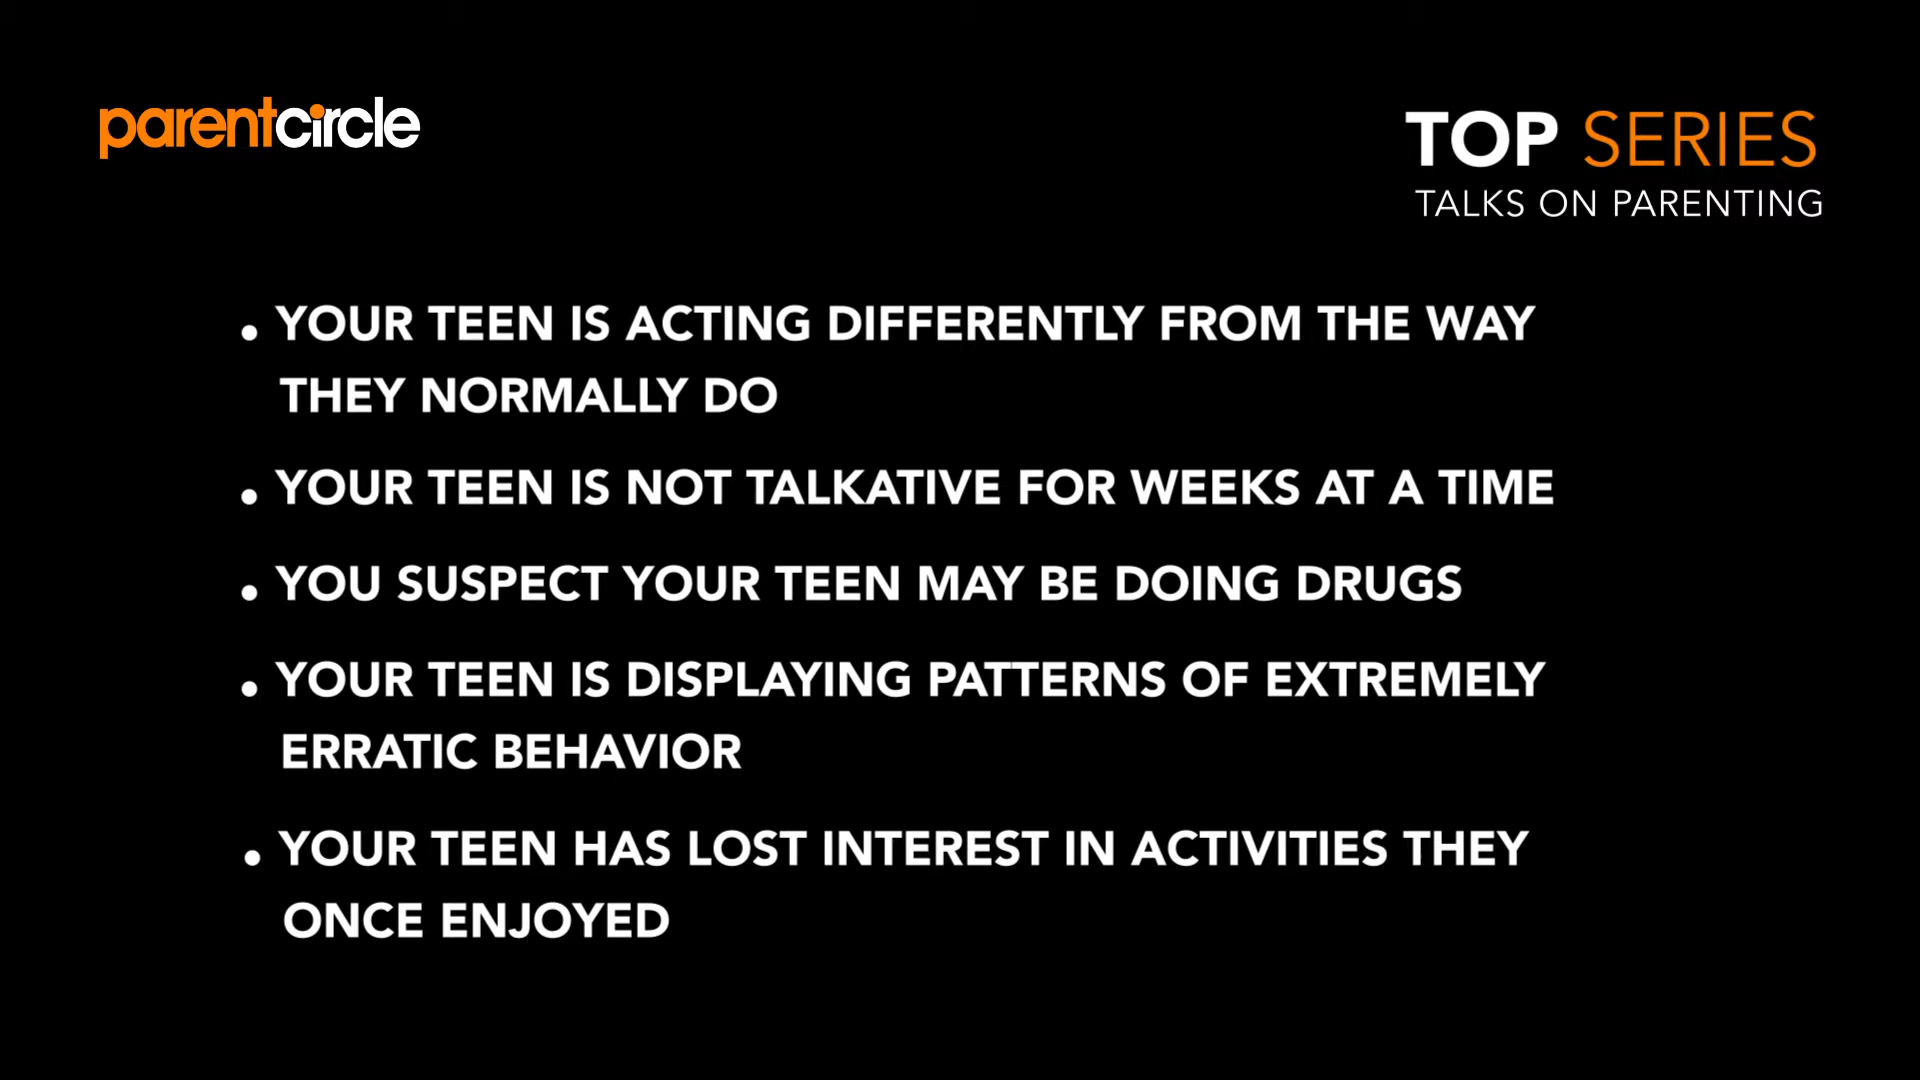 parentcircle
TOP SERIES
TALKS ON PARENTING
• YOUR TEEN IS ACTING DIFFERENTLY FROM THE WAY
THEY NORMALLY DO
• YOUR TEEN IS NOT TALKATIVE FOR WEEKS AT A TIME
• YOU SUSPECT YOUR TEEN MAY BE DOING DRUGS
• YOUR TEEN IS DISPLAYING PATTERNS OF EXTREMELY
ERRATIC BEHAVIOR
• YOUR TEEN HAS LOST INTEREST IN ACTIVITIES THEY
ONCE ENJOYED